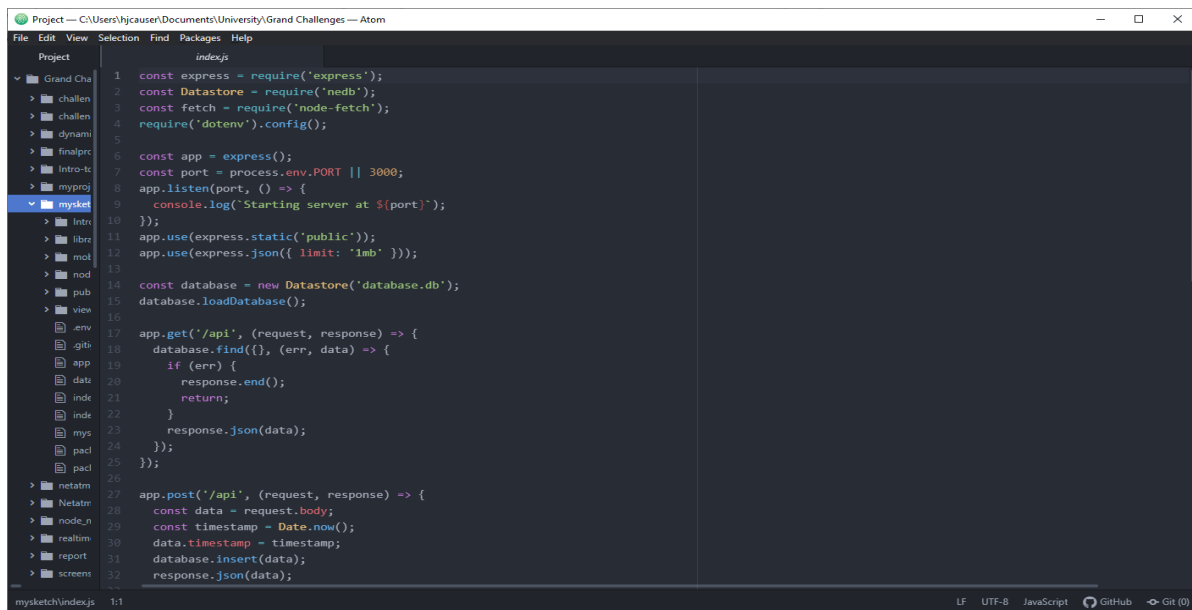 Project — C:\Users\hjcauser\Documents\University\Grand Challenges — Atom
File Edit View Selection Find Packages Help
Project
Grand Cha
challen
challen
dynami
finalpro
Intro-to
myproj
mysket
Intro
libra
mob
nod
pub
view
.env
.giti
app
data
inde
inde
mys
pacl
pacl
netatm
Netatm
node_n
realtim
report
screens
index.js
1 const express = require('express');
2 const Datastore = require('nedb');
3 const fetch = require('node-fetch');
4 require('dotenv').config();
5
6 const app = express();
7 const port = process.env.PORT || 3000;
8 app.listen(port, () => {
9 console.log(`Starting server at ${port}`);
10 });
11 app.use(express.static('public'));
12 app.use(express.json({ limit: '1mb' }));
13
14 const database = new Datastore('database.db');
15 database.loadDatabase();
16
17 app.get('/api', (request, response) => {
18 database.find({}, (err, data) => {
19 if (err) {
20 response.end();
21 return;
22 }
23 response.json(data);
24 });
25 });
26
27 app.post('/api', (request, response) => {
28 const data = request.body;
29 const timestamp = Date.now();
30 data.timestamp = timestamp;
31 database.insert(data);
32 response.json(data);
mysketch\index.js 1:1 LF UTF-8 JavaScript GitHub Git (0)